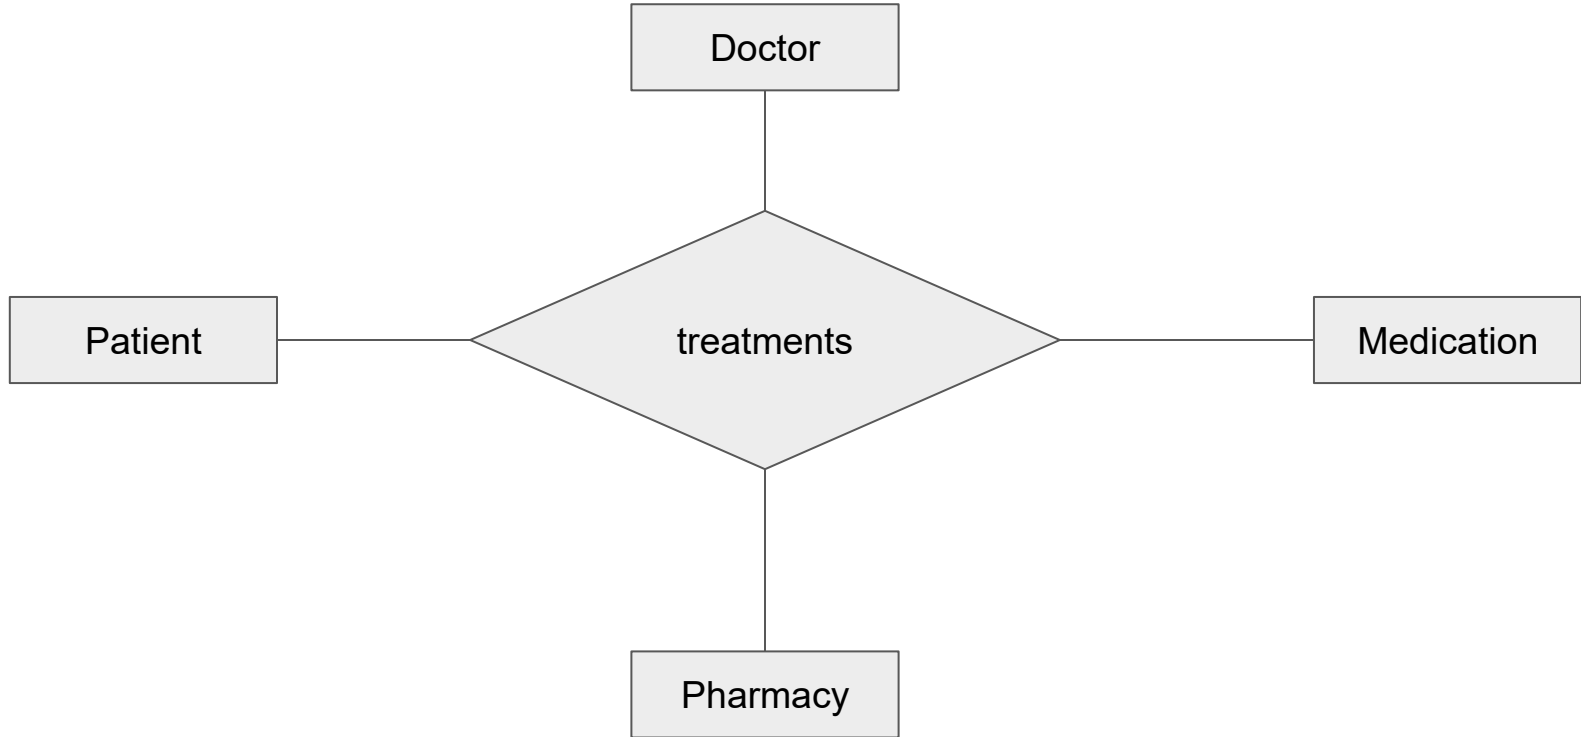 Doctor
Patient
treatments
Medication
Pharmacy